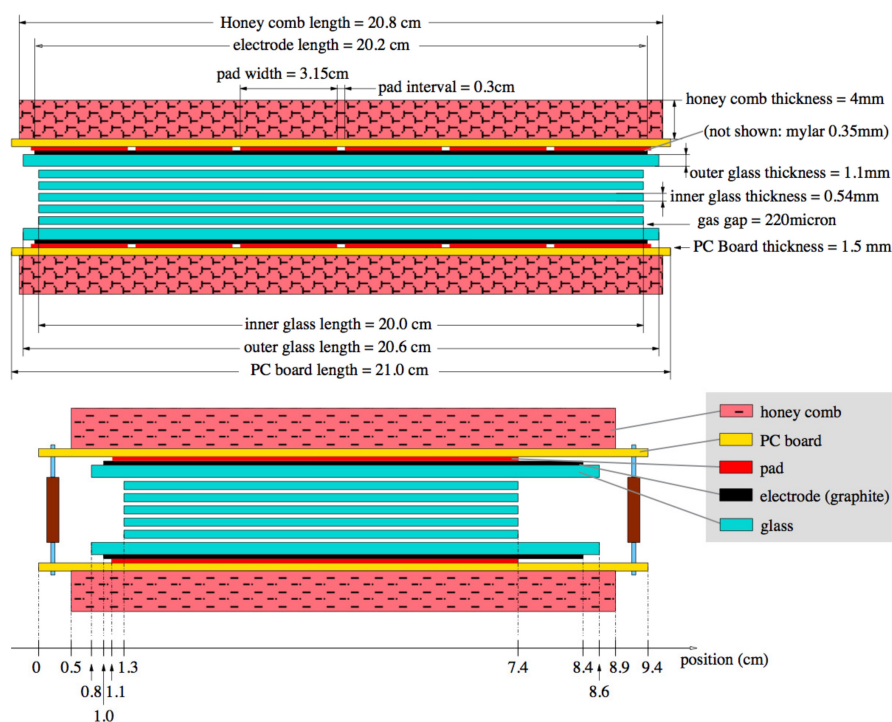 Honey comb length = 20.8 cm
electrode length = 20.2 cm
pad width = 3.15cm
pad interval = 0.3cm
honey comb thickness = 4mm
(not shown: mylar 0.35mm)
outer glass thickness = 1.1mm
inner glass thickness = 0.54mm
gas gap = 220micron
PC Board thickness = 1.5 mm
inner glass length = 20.0 cm
outer glass length = 20.6 cm
PC board length = 21.0 cm
honey comb
PC board
pad
electrode (graphite)
glass
0 0.5 1.3 7.4 8.4 8.9 9.4 position (cm)
0.8 1.1 8.6
1.0